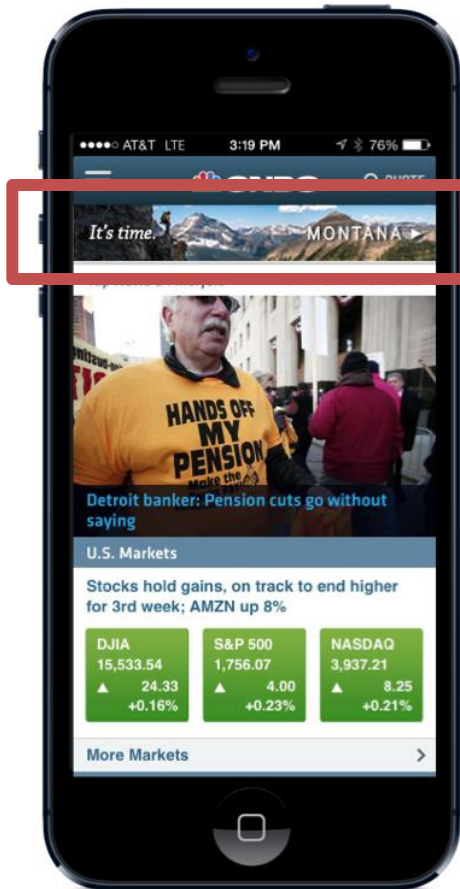 AT&T LTE 3:19 PM 76%
It's time. MONTANA
HANDS OFF
MY
PENSION
Make the
Detroit banker: Pension cuts go without
saying
U.S. Markets
Stocks hold gains, on track to end higher
for 3rd week; AMZN up 8%
DJIA
15,533.54
▲ 24.33
+0.16%
S&P 500
1,756.07
▲ 4.00
+0.23%
NASDAQ
3,937.21
▲ 8.25
+0.21%
More Markets